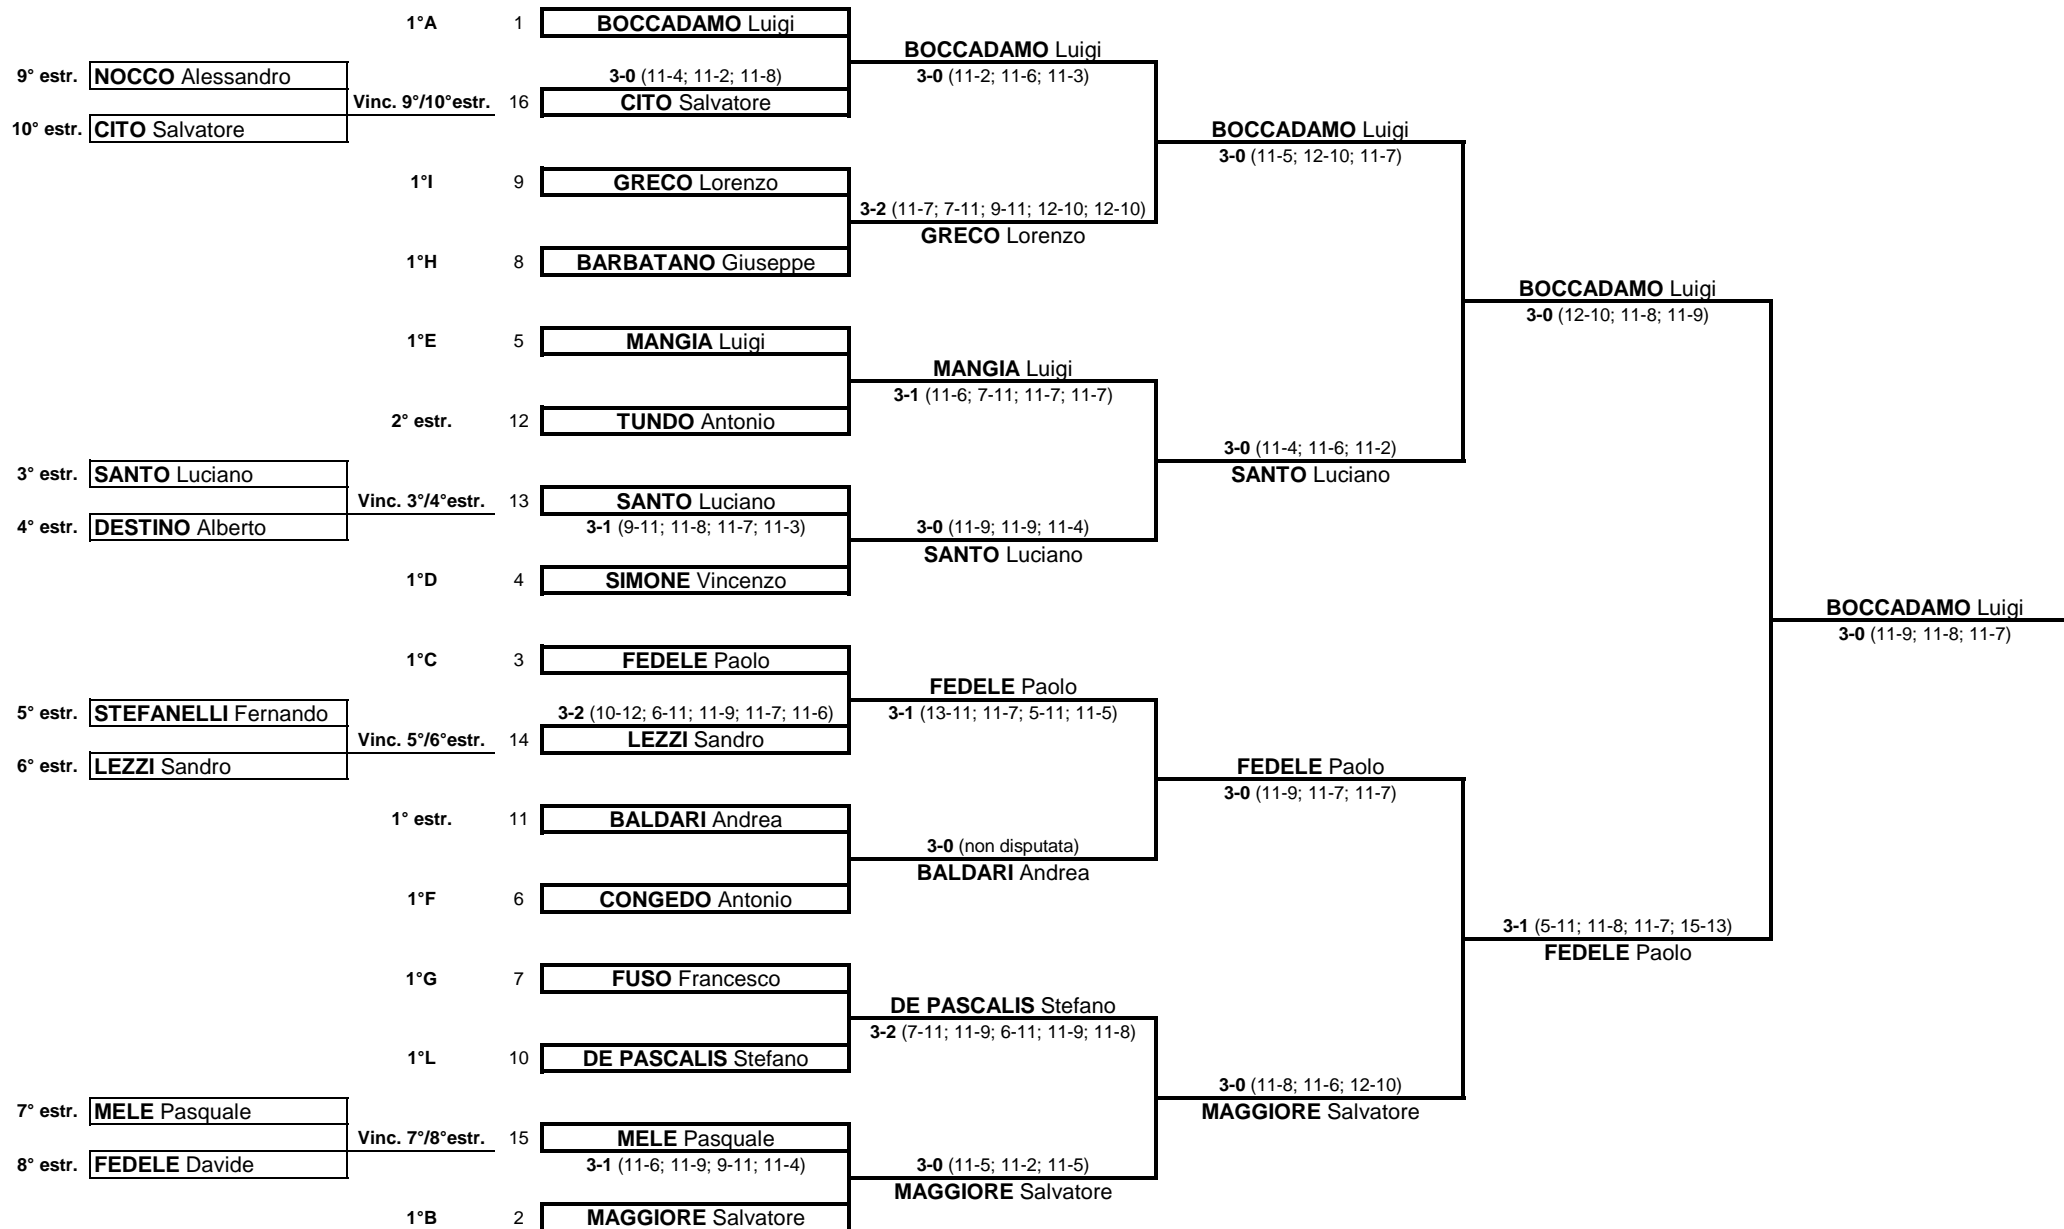 1°A 1 BOCCADAMO Luigi
BOCCADAMO Luigi
9° estr. NOCCO Alessandro 3-0 (11-4; 11-2; 11-8) 3-0 (11-2; 11-6; 11-3)
Vinc. 9°/10°estr. 16 CITO Salvatore
10° estr. CITO Salvatore BOCCADAMO Luigi
3-0 (11-5; 12-10; 11-7)
1°I 9 GRECO Lorenzo
3-2 (11-7; 7-11; 9-11; 12-10; 12-10)
GRECO Lorenzo
1°H 8 BARBATANO Giuseppe
BOCCADAMO Luigi
3-0 (12-10; 11-8; 11-9)
1°E 5 MANGIA Luigi
MANGIA Luigi
3-1 (11-6; 7-11; 11-7; 11-7)
2° estr. 12 TUNDO Antonio
3-0 (11-4; 11-6; 11-2)
3° estr. SANTO Luciano SANTO Luciano
Vinc. 3°/4°estr. 13 SANTO Luciano
4° estr. DESTINO Alberto 3-1 (9-11; 11-8; 11-7; 11-3) 3-0 (11-9; 11-9; 11-4)
SANTO Luciano
1°D 4 SIMONE Vincenzo
BOCCADAMO Luigi
3-0 (11-9; 11-8; 11-7)
1°C 3 FEDELE Paolo
FEDELE Paolo
5° estr. STEFANELLI Fernando 3-2 (10-12; 6-11; 11-9; 11-7; 11-6) 3-1 (13-11; 11-7; 5-11; 11-5)
Vinc. 5°/6°estr. 14 LEZZI Sandro
6° estr. LEZZI Sandro FEDELE Paolo
3-0 (11-9; 11-7; 11-7)
1° estr. 11 BALDARI Andrea
3-0 (non disputata)
BALDARI Andrea
1°F 6 CONGEDO Antonio
3-1 (5-11; 11-8; 11-7; 15-13)
FEDELE Paolo
1°G 7 FUSO Francesco
DE PASCALIS Stefano
3-2 (7-11; 11-9; 6-11; 11-9; 11-8)
1°L 10 DE PASCALIS Stefano
3-0 (11-8; 11-6; 12-10)
7° estr. MELE Pasquale MAGGIORE Salvatore
Vinc. 7°/8°estr. 15 MELE Pasquale
8° estr. FEDELE Davide 3-1 (11-6; 11-9; 9-11; 11-4) 3-0 (11-5; 11-2; 11-5)
MAGGIORE Salvatore
1°B 2 MAGGIORE Salvatore